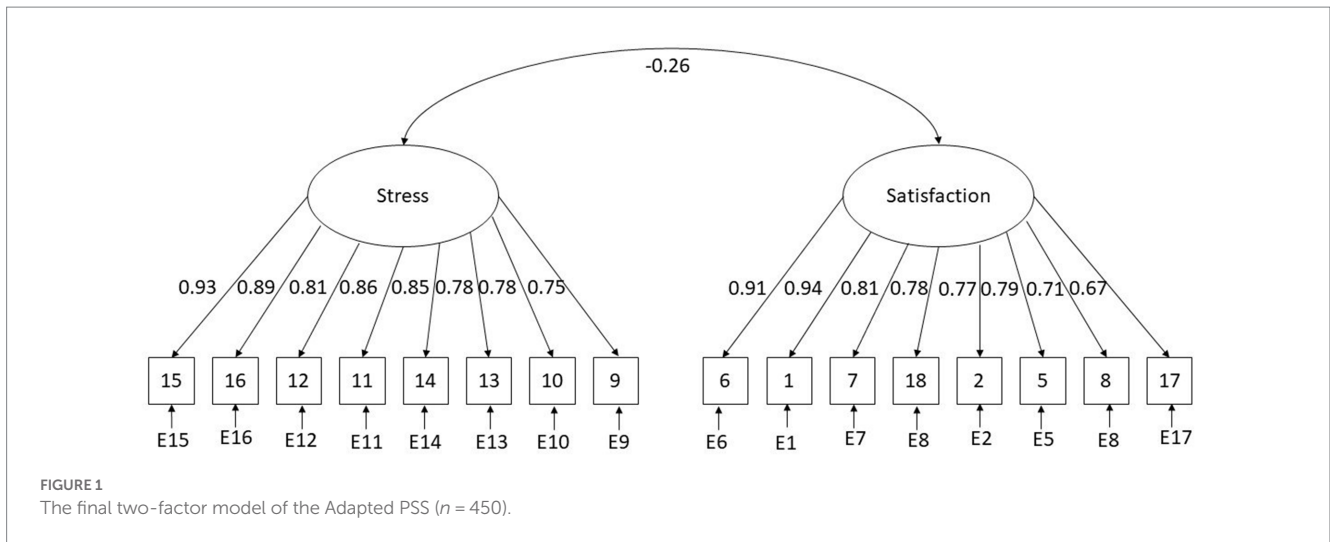 -0.26
Stress Satisfaction
0.93 0.89 0.81 0.86 0.85 0.78 0.78 0.75 0.91 0.94 0.81 0.78 0.77 0.79 0.71 0.67
15 16 12 11 14 13 10 9 6 1 7 18 2 5 8 17
E15 E16 E12 E11 E14 E13 E10 E9 E6 E1 E7 E8 E2 E5 E8 E17
FIGURE 1
The final two-factor model of the Adapted PSS (n = 450).